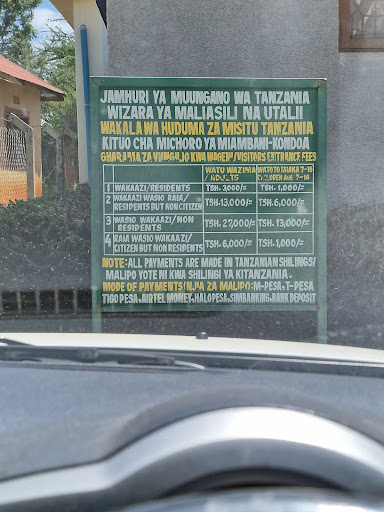 JAMHURI YA MUUNGANO WA TANZANIA
WIZARA YA MALIASILI NA UTALII
WAKALA WA HUDUMA ZA MISITU TANZANIA
KITUO CHA MICHORO YA MIAMBANI-KONDOA
GHARAMA ZA VIINGILIO KWA WAGENI/VISITORS ENTRANCE FEES
WATU WAZIMA/ADULTS WATOTO MIAKA 7-16 CHILDREN AGE 7-16
1 WAKAAZI/RESIDENTS TSH. 3,000/= TSH. 1,000/=
2 WAKAAZI WASIO RAIA/RESIDENTS BUT NONCITIZEN TSH.13,000/= TSH.6,000/=
3 WASIO WAKAAZI/NON RESIDENTS TSH. 27,000/= TSH. 13,000/=
4 RAIA WASIO WAKAAZI/CITIZEN BUT NON RESIDENTS TSH. 6,000/= TSH. 1,000/=
NOTE:ALL PAYMENTS ARE MADE IN TANZANIAN SHILINGS/
MALIPO YOTE NI KWA SHILINGI YA KITANZANIA.
MODE OF PAYMENTS/NJIA ZA MALIPO:M-PESA,T-PESA
TIGO PESA,AIRTEL MONEY,HALOPESA,SIMBANKING,BANK DEPOSIT